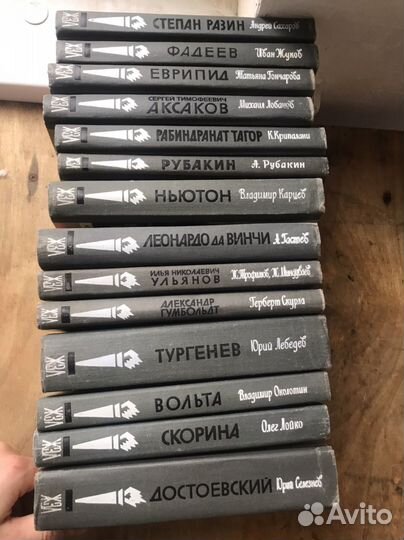 ЖЗЛ СТЕПАН РАЗИН Андрей Сахаров
ЖЗЛ ФАДЕЕВ Иван Жуков
ЖЗЛ ЕВРИПИД Татьяна Гончарова
ЖЗЛ СЕРГЕЙ ТИМОФЕЕВИЧ
АКСАКОВ Михаил Лобанов
ЖЗЛ РАБИНДРАНАТ ТАГОР К. Крипалани
ЖЗЛ РУБАКИН А. Рубакин
ЖЗЛ НЬЮТОН Владимир Карцев
ЖЗЛ ЛЕОНАРДО ДА ВИНЧИ А. Гастев
ЖЗЛ ИЛЬЯ НИКОЛАЕВИЧ
УЛЬЯНОВ Ж. Трофимов, Ж. Миндубаев
ЖЗЛ АЛЕКСАНДР
ГУМБОЛЬДТ Герберт Скурла
ЖЗЛ ТУРГЕНЕВ Юрий Лебедев
ЖЗЛ ВОЛЬТА Владимир Околотин
ЖЗЛ СКОРИНА Олег Лойко
ЖЗЛ ДОСТОЕВСКИЙ Юрий Селезнев
Avito